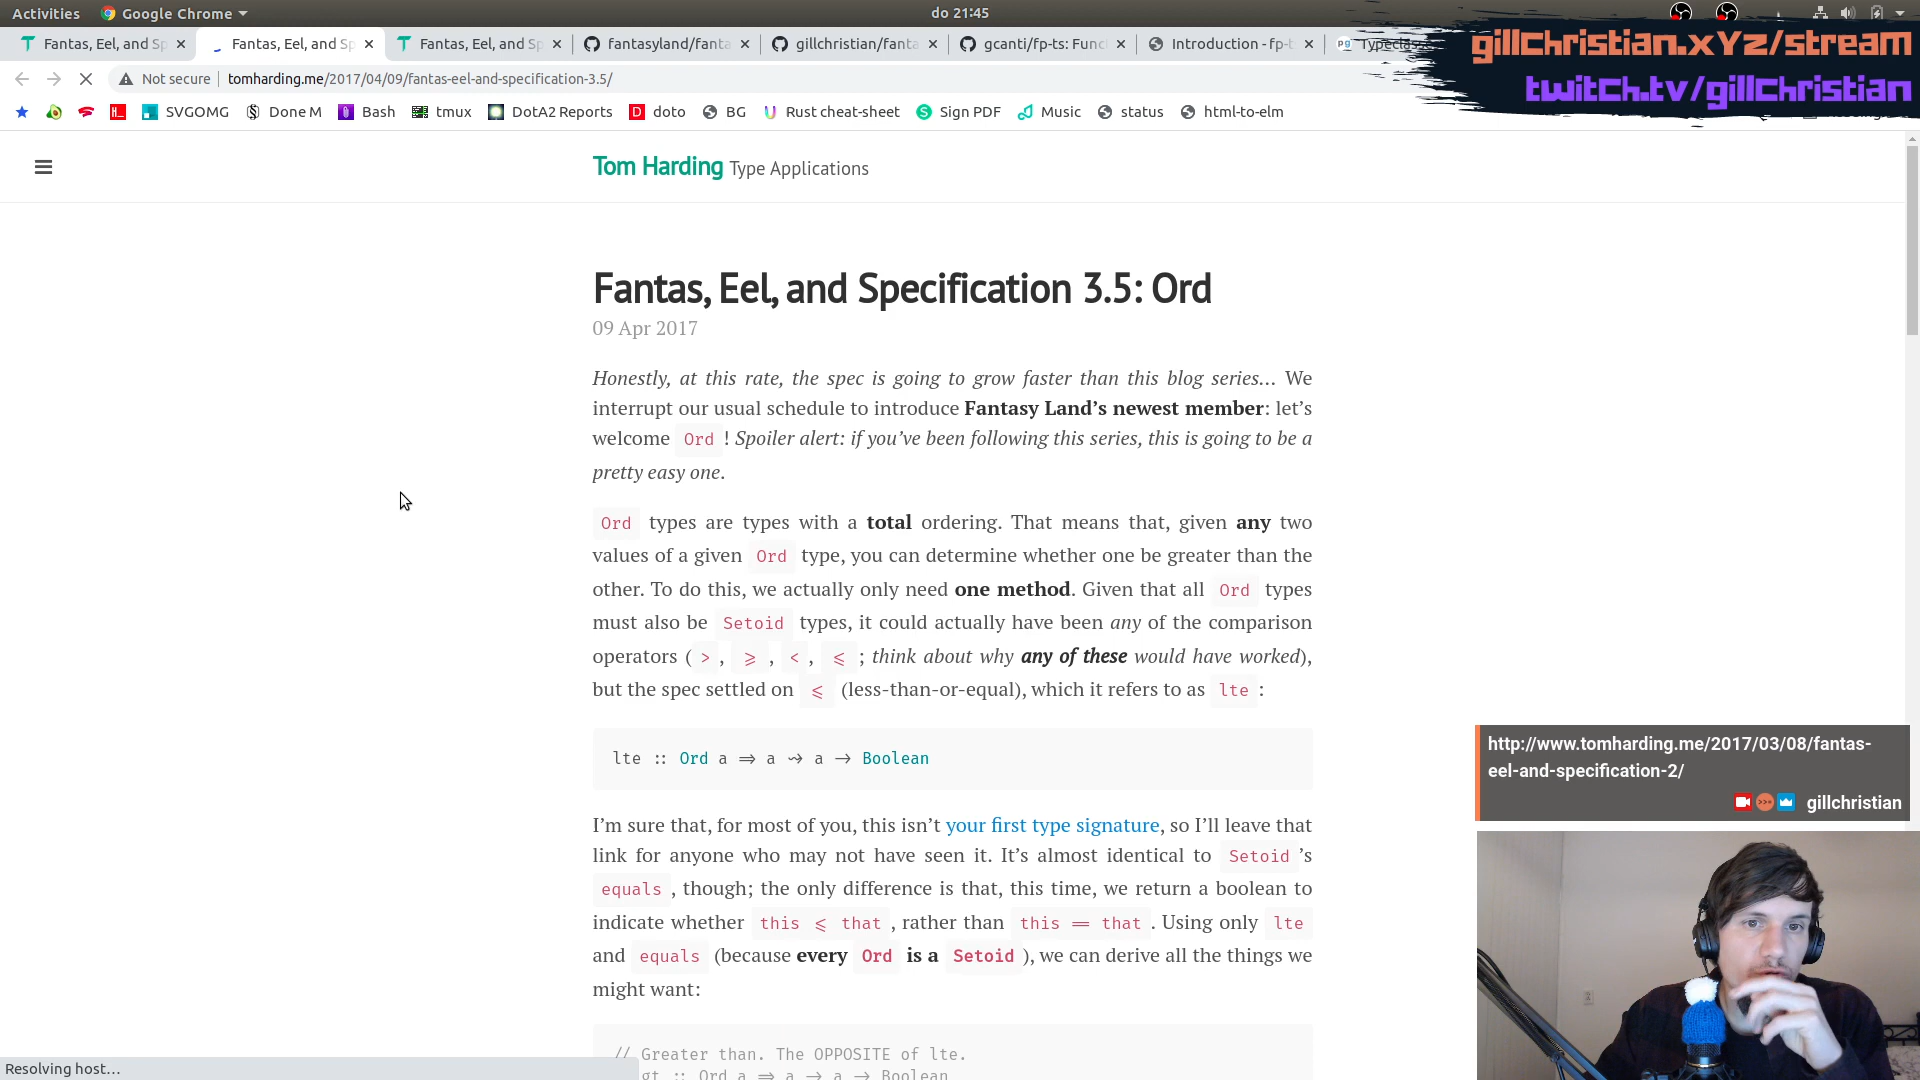 Activities
Google Chrome
do 21:45
Fantas, Eel, and Sp
Fantas, Eel, and Sp
Fantas, Eel, and Sp
fantasyland/fanta
gillchristian/fanta
gcanti/fp-ts: Func
Introduction - fp-t
Typeclas
gillchristian.xYz/stream
twitch.tv/gillchristian
Not secure
tomharding.me/2017/04/09/fantas-eel-and-specification-3.5/
SVGOMG
Done M
Bash
tmux
DotA2 Reports
doto
BG
Rust cheat-sheet
Sign PDF
Music
status
html-to-elm
Tom Harding Type Applications
Fantas, Eel, and Specification 3.5: Ord
09 Apr 2017
Honestly, at this rate, the spec is going to grow faster than this blog series… We
interrupt our usual schedule to introduce Fantasy Land’s newest member: let’s
welcome Ord ! Spoiler alert: if you’ve been following this series, this is going to be a
pretty easy one.
Ord types are types with a total ordering. That means that, given any two
values of a given Ord type, you can determine whether one be greater than the
other. To do this, we actually only need one method. Given that all Ord types
must also be Setoid types, it could actually have been any of the comparison
operators ( > , ⩾ , < , ⩽ ; think about why any of these would have worked),
but the spec settled on ⩽ (less-than-or-equal), which it refers to as lte :
lte :: Ord a => a ~> a -> Boolean
I’m sure that, for most of you, this isn’t your first type signature, so I’ll leave that
link for anyone who may not have seen it. It’s almost identical to Setoid ’s
equals , though; the only difference is that, this time, we return a boolean to
indicate whether this ⩽ that , rather than this == that . Using only lte
and equals (because every Ord is a Setoid ), we can derive all the things we
might want:
// Greater than. The OPPOSITE of lte.
gt :: Ord a => a -> a -> Boolean
http://www.tomharding.me/2017/03/08/fantas-
eel-and-specification-2/
gillchristian
Resolving host…